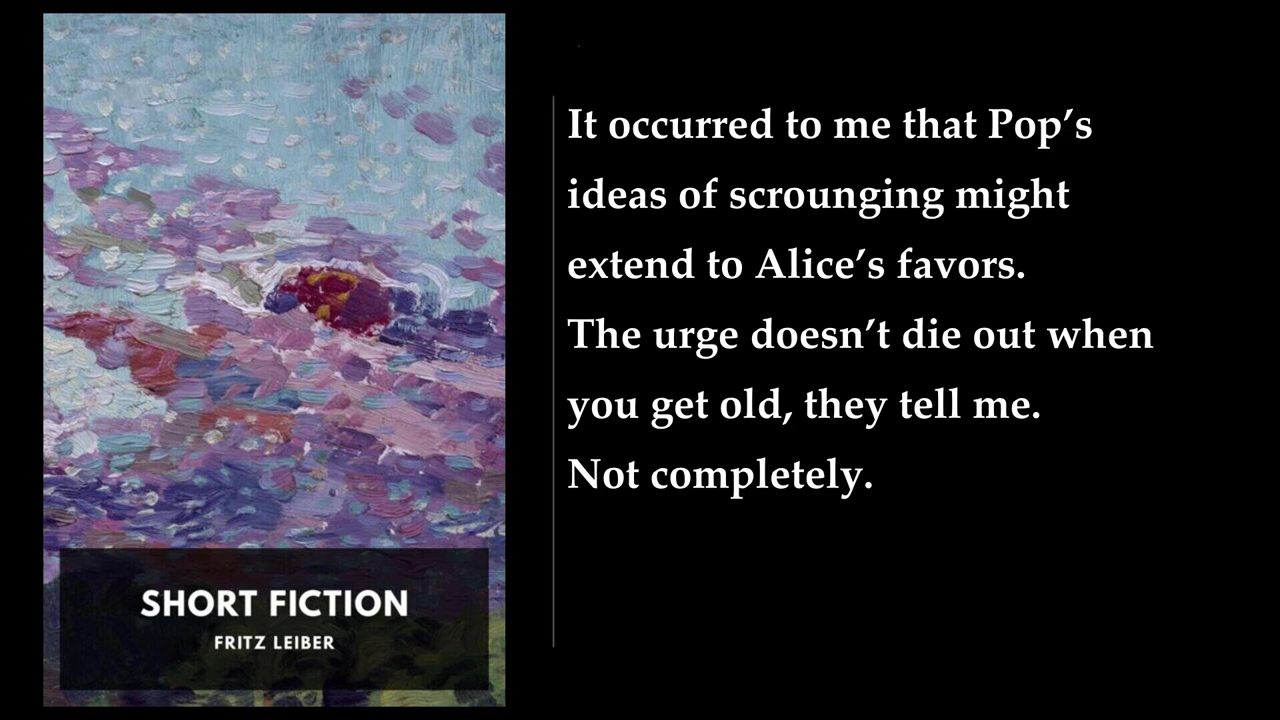 SHORT FICTION
FRITZ LEIBER
It occurred to me that Pop’s
ideas of scrounging might
extend to Alice’s favors.
The urge doesn’t die out when
you get old, they tell me.
Not completely.